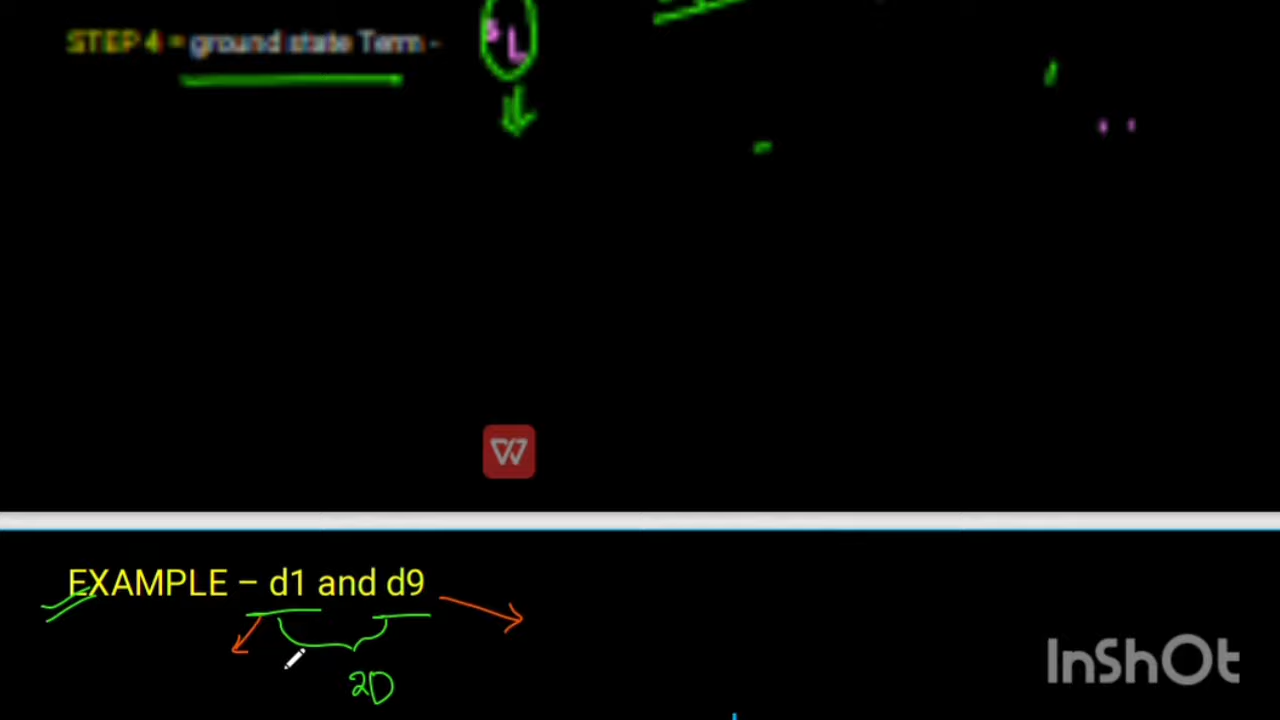 STEP 4 = ground state Term -
S L
W
EXAMPLE – d1 and d9
2D
InShOt